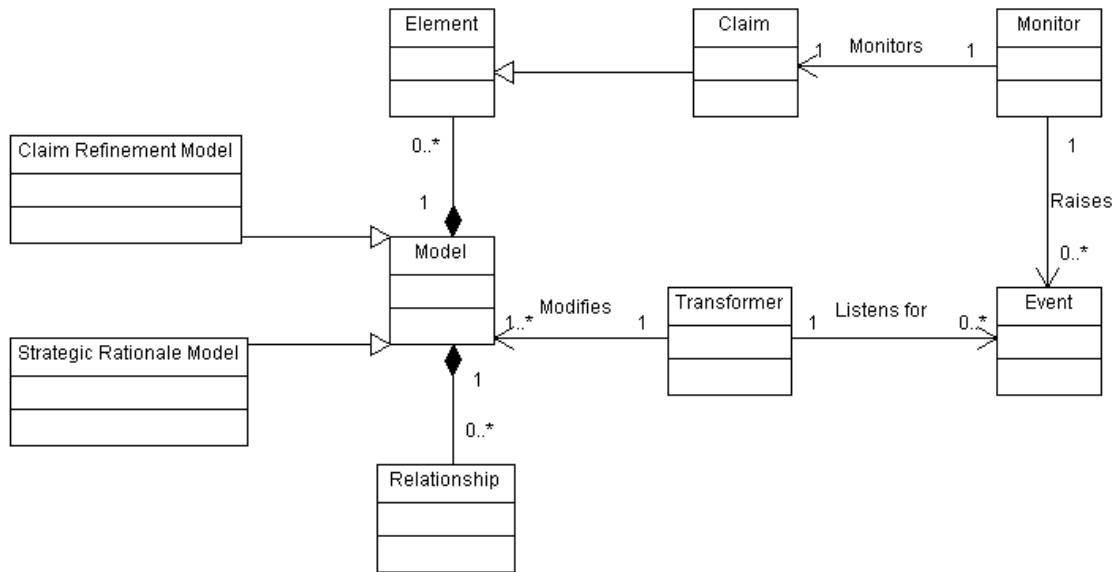 Element
Claim
Monitor
1
Monitors
1
0..*
1
Claim Refinement Model
Raises
1
0..*
Model
Transformer
Event
1..*
Modifies
1
1
Listens for
0..*
Strategic Rationale Model
1
0..*
Relationship